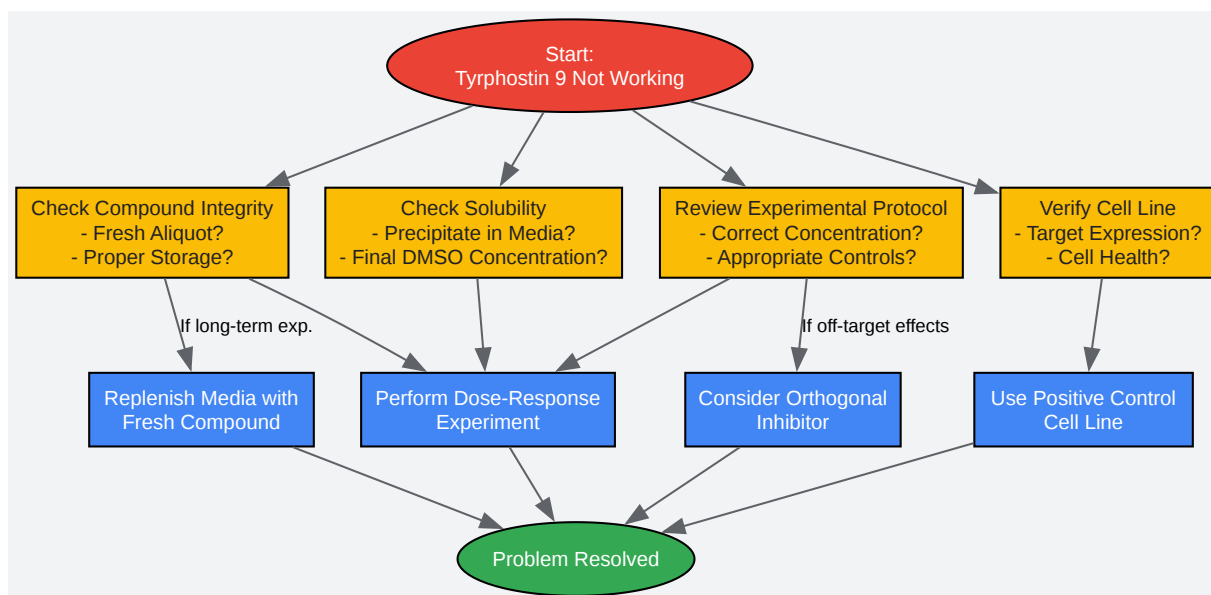 Start:
Tyrphostin 9 Not Working
Check Compound Integrity
- Fresh Aliquot?
- Proper Storage?
Check Solubility
- Precipitate in Media?
- Final DMSO Concentration?
Review Experimental Protocol
- Correct Concentration?
- Appropriate Controls?
Verify Cell Line
- Target Expression?
- Cell Health?
If long-term exp.
If off-target effects
Replenish Media with
Fresh Compound
Perform Dose-Response
Experiment
Consider Orthogonal
Inhibitor
Use Positive Control
Cell Line
Problem Resolved